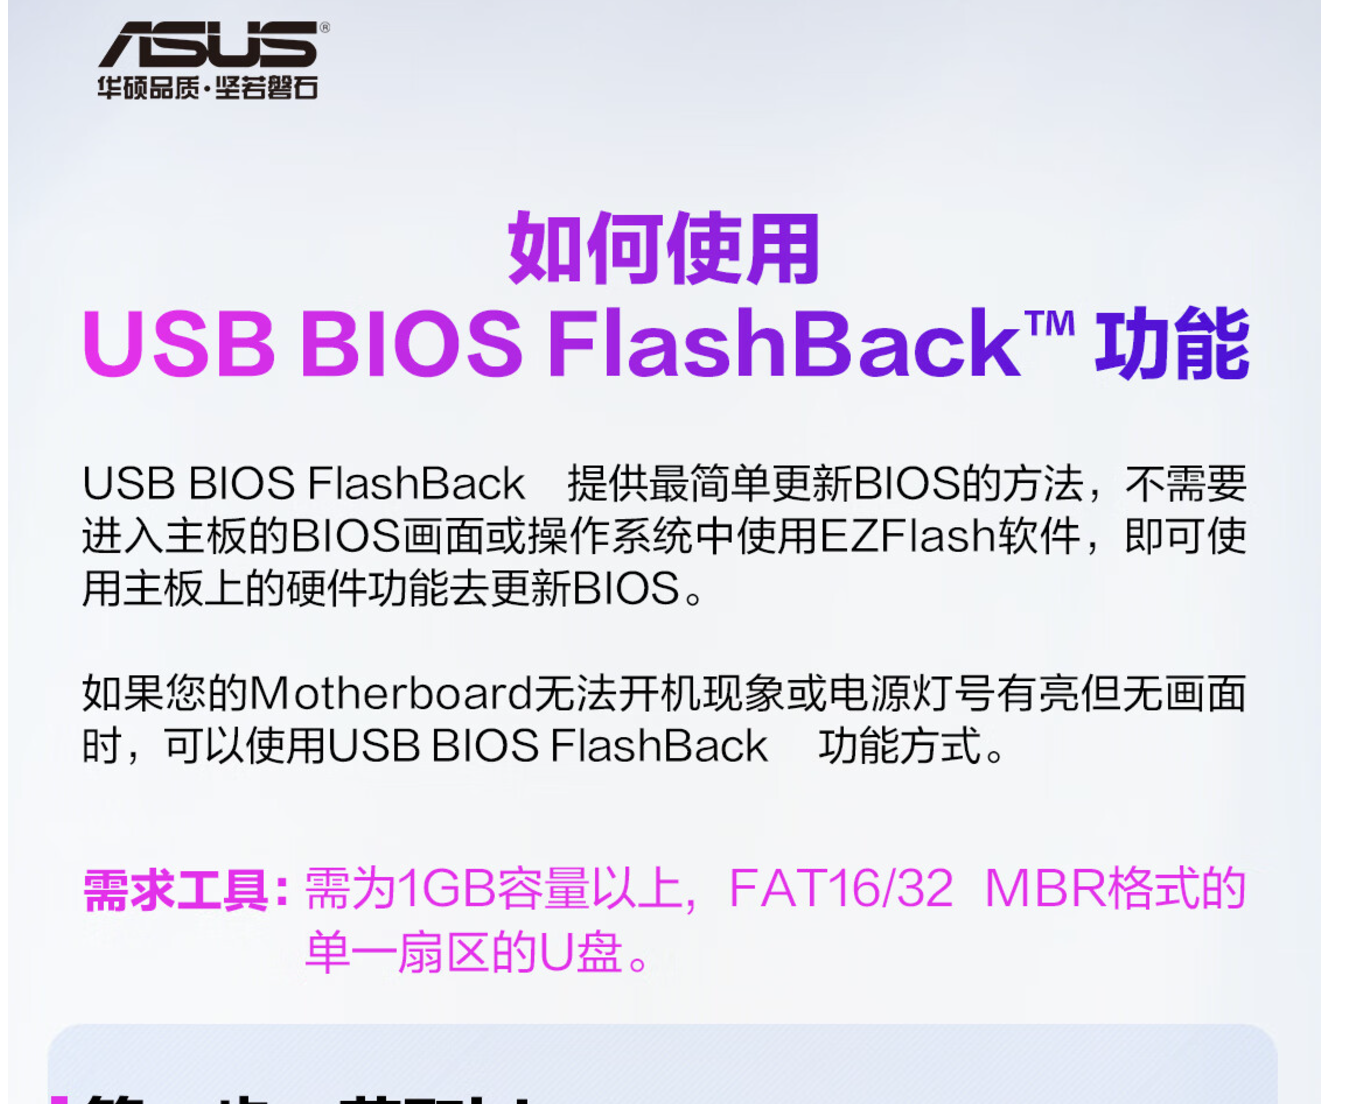 ASUS®
华硕品质·坚若磐石
如何使用
USB BIOS FlashBack™ 功能
USB BIOS FlashBack 提供最简单更新BIOS的方法，不需要
进入主板的BIOS画面或操作系统中使用EZFlash软件，即可使
用主板上的硬件功能去更新BIOS。
如果您的Motherboard无法开机现象或电源灯号有亮但无画面
时，可以使用USB BIOS FlashBack 功能方式。
需求工具：需为1GB容量以上，FAT16/32 MBR格式的
单一扇区的U盘。